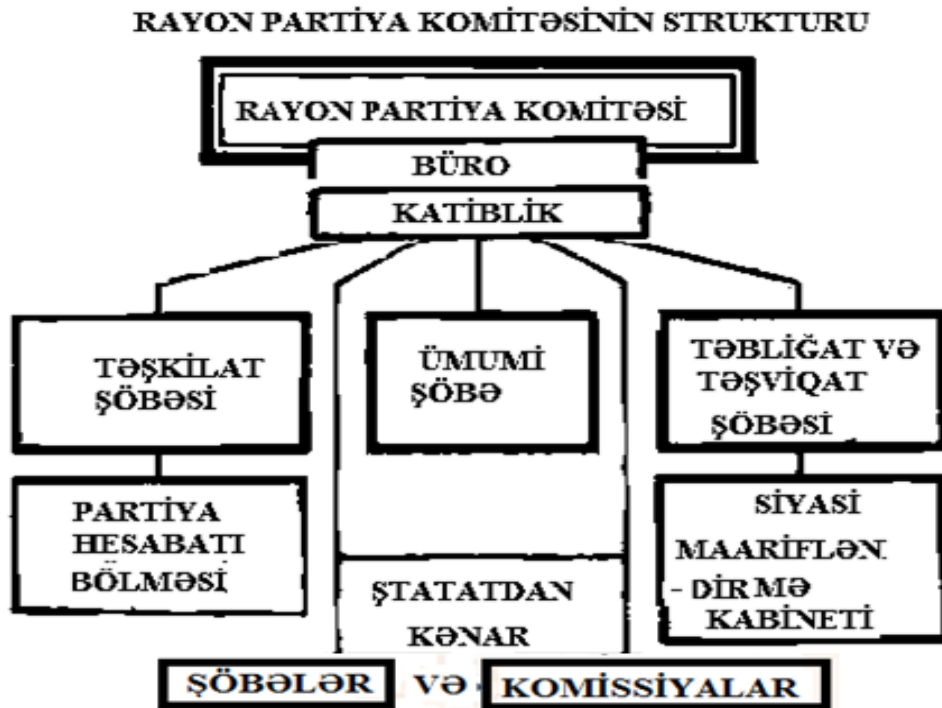 RAYON PARTİYA KOMİTƏSİNİN STRUKTURU
RAYON PARTİYA KOMİTƏSİ
BÜRO
KATİBLİK
TƏŞKİLAT
ŞÖBƏSİ
ÜMUMİ
ŞÖBƏ
TƏBLİĞAT VƏ
TƏŞVİQAT
ŞÖBƏSİ
PARTİYA
HESABATI
BÖLMƏSİ
ŞTATATDAN
KƏNAR
SİYASİ
MAARİFLƏN
- DİRMƏ
KABİNETİ
ŞÖBƏLƏR VƏ KOMİSSİYALAR